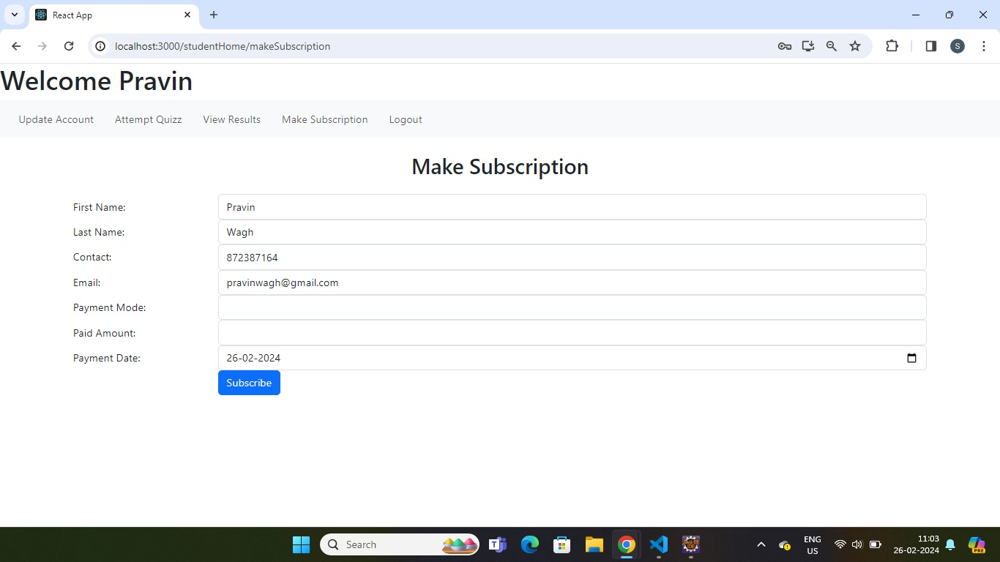 React App
localhost:3000/studentHome/makeSubscription
S
Welcome Pravin
Update Account Attempt Quizz View Results Make Subscription Logout
Make Subscription
First Name: Pravin
Last Name: Wagh
Contact: 872387164
Email: pravinwagh@gmail.com
Payment Mode:
Paid Amount:
Payment Date: 26-02-2024
Subscribe
Search
ENG
US
11:03
26-02-2024
PRE